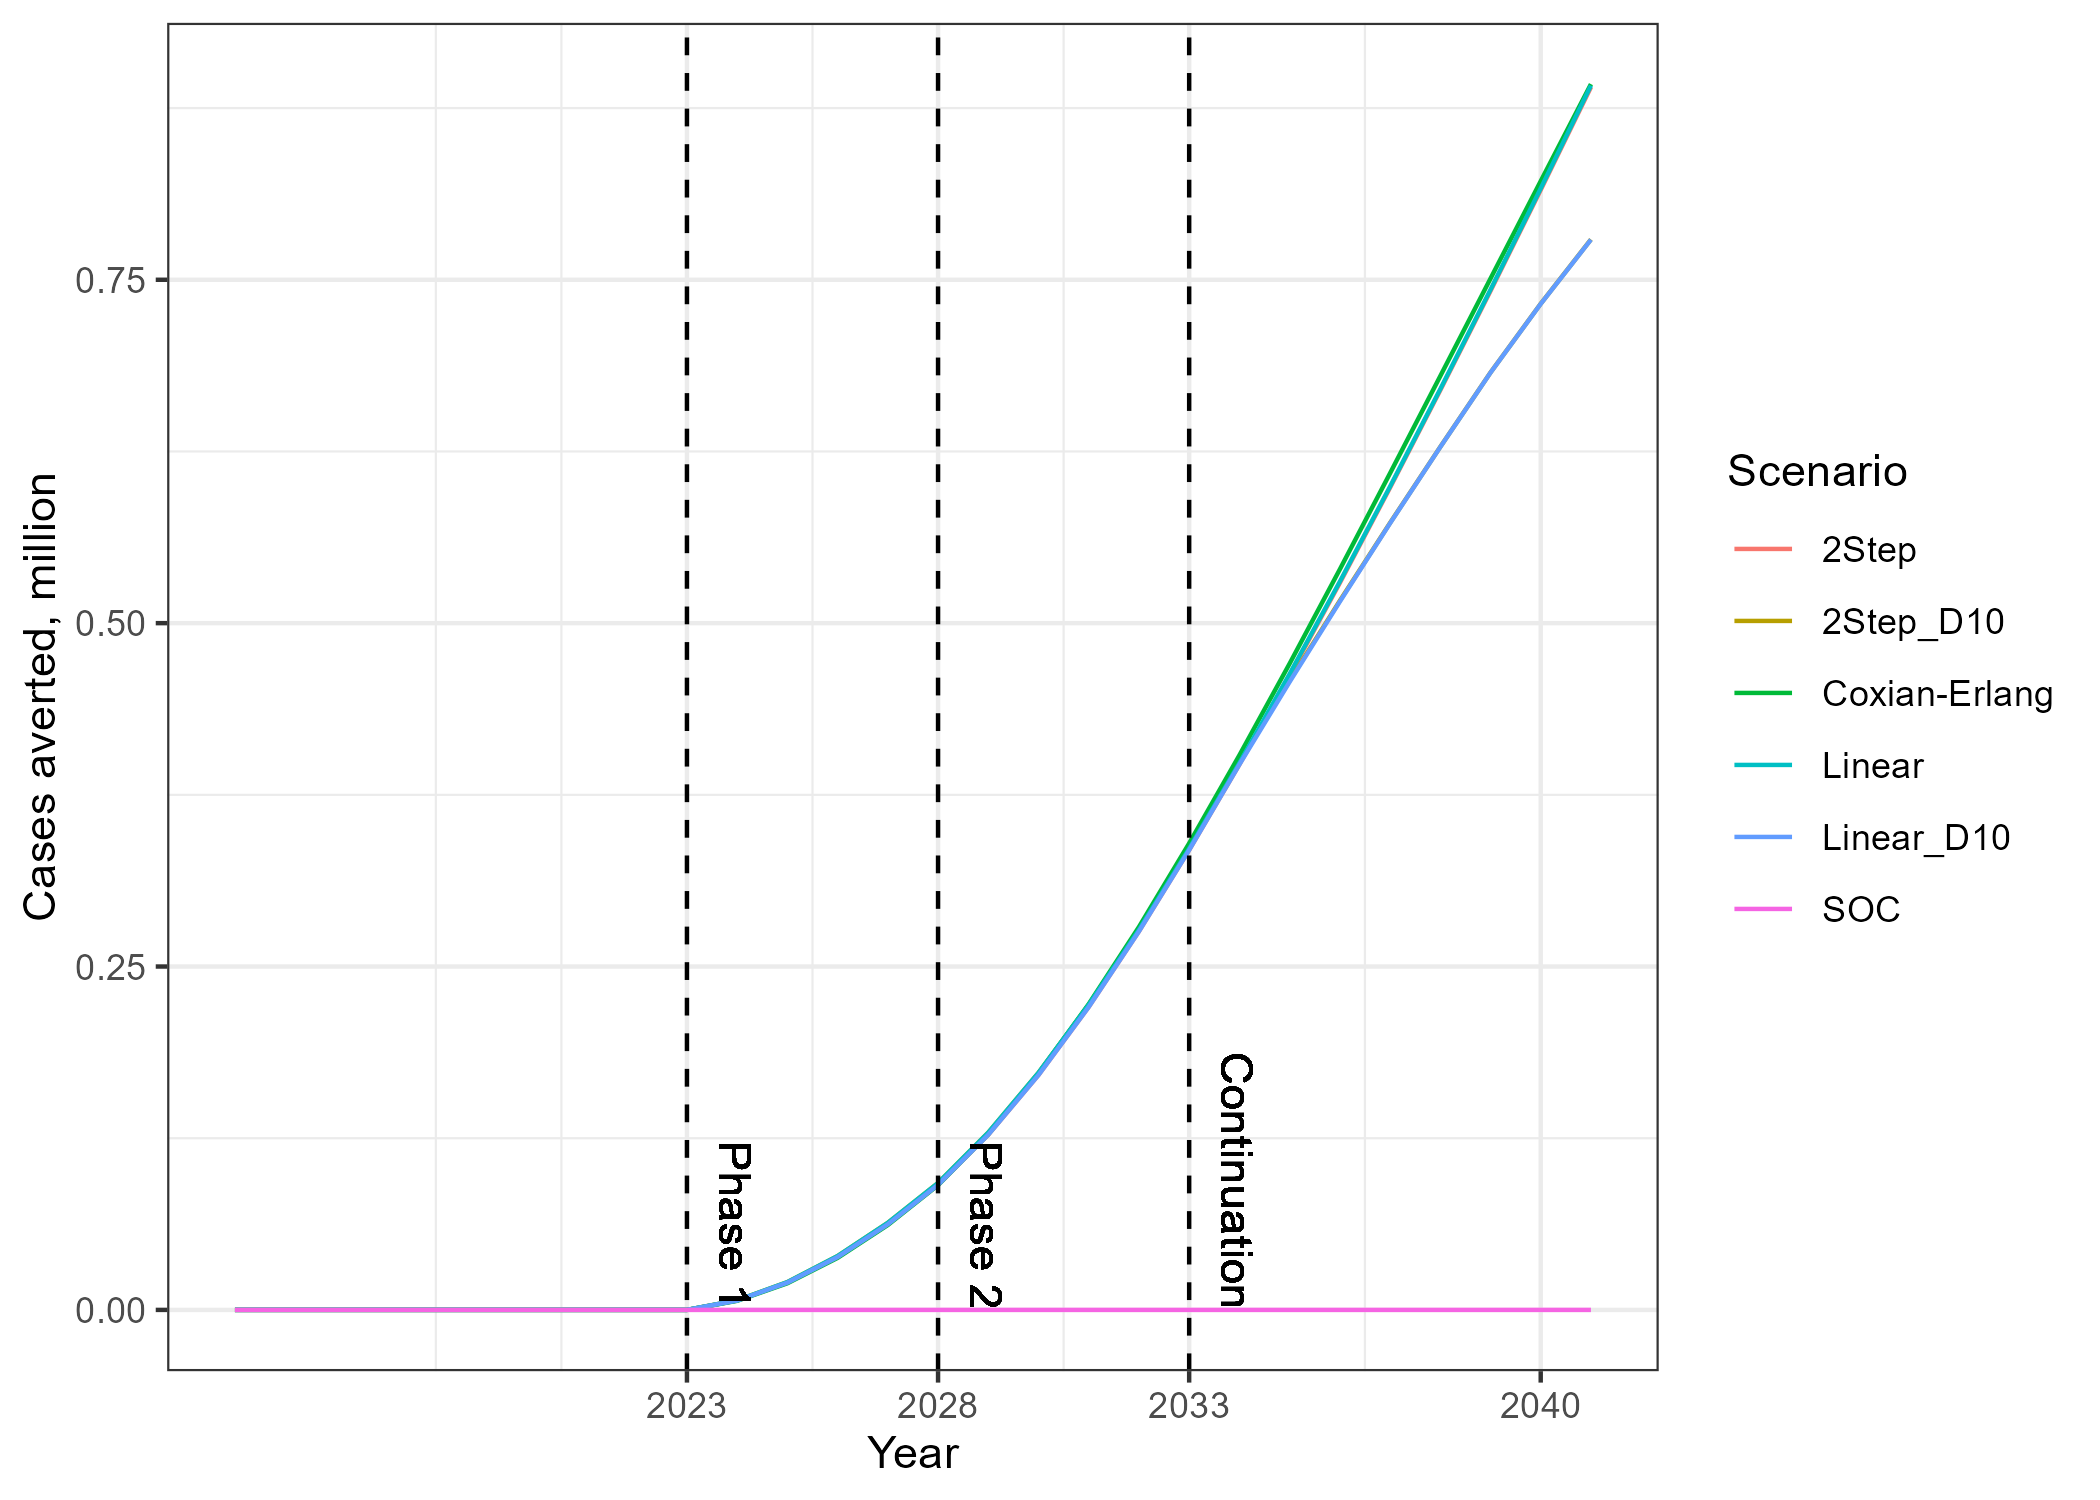 Cases averted, million
0.75
0.50
0.25
0.00
Phase 1
Phase 2
Continuation
2023
2028
2033
2040
Year
Scenario
2Step
2Step_D10
Coxian-Erlang
Linear
Linear_D10
SOC